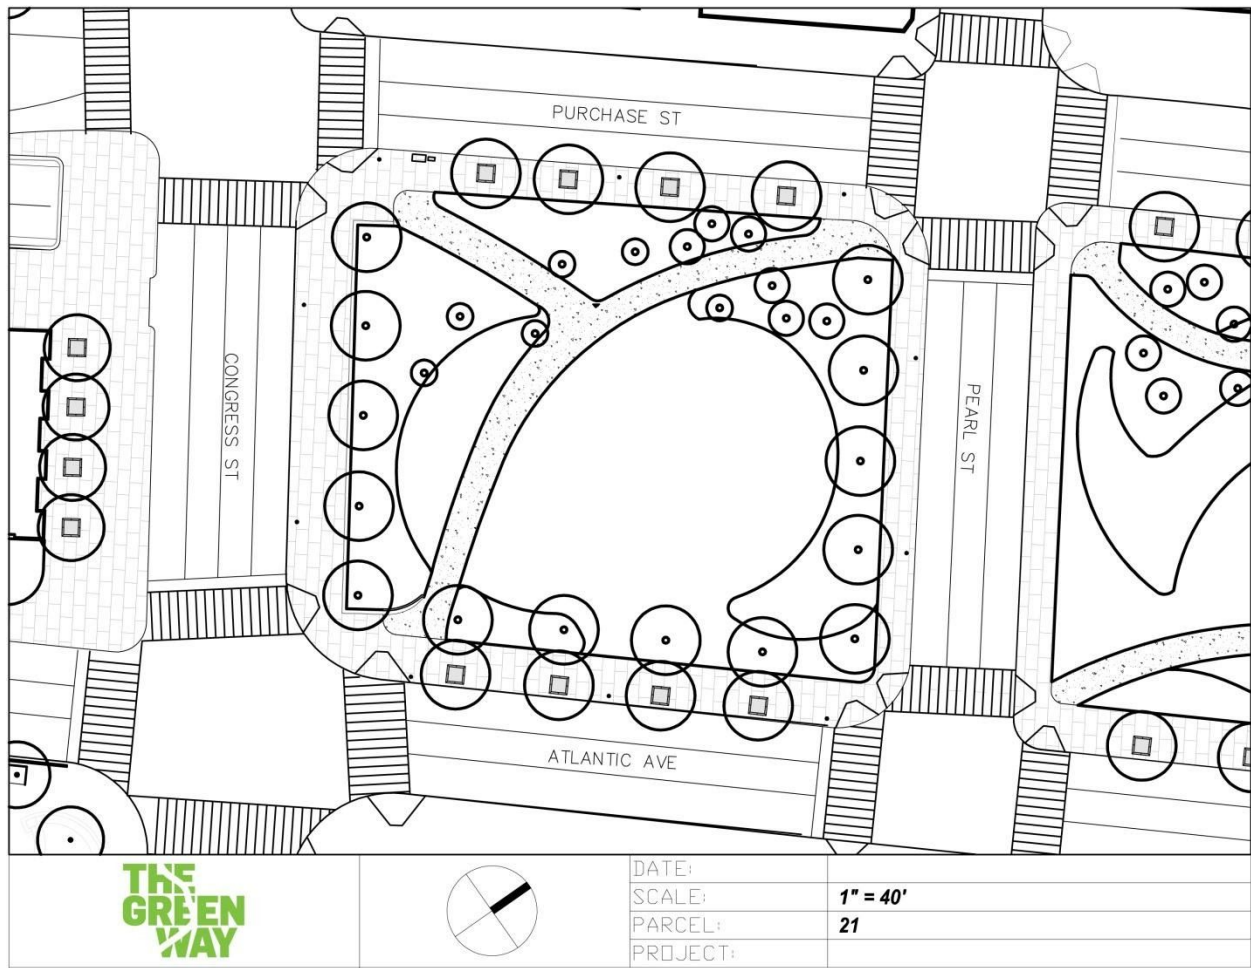 PURCHASE ST
CONGRESS ST
PEARL ST
ATLANTIC AVE
THE
GREEN
WAY
DATE:
SCALE: 1" = 40'
PARCEL: 21
PROJECT: